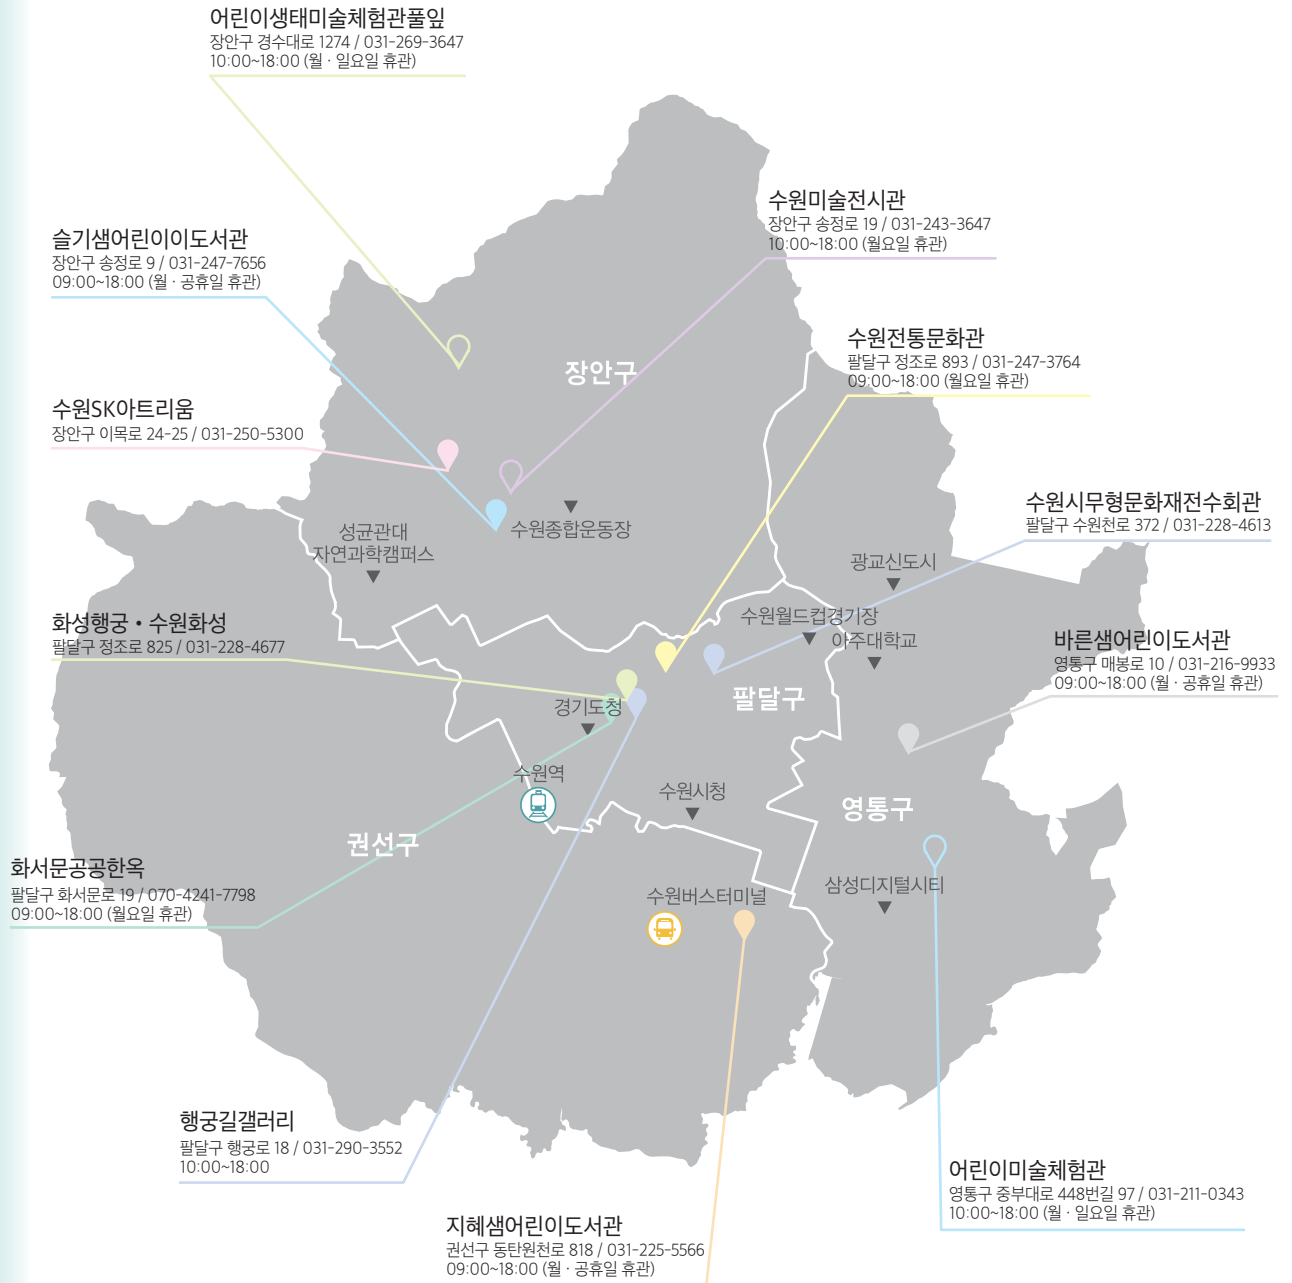 어린이생태미술체험관풀잎
장안구 경수대로 1274 / 031-269-3647
10:00~18:00 (월 · 일요일 휴관)
수원미술전시관
장안구 송정로 19 / 031-243-3647
10:00~18:00 (월요일 휴관)
슬기샘어린이이도서관
장안구 송정로 9 / 031-247-7656
09:00~18:00 (월 · 공휴일 휴관)
수원전통문화관
팔달구 정조로 893 / 031-247-3764
09:00~18:00 (월요일 휴관)
장안구
수원SK아트리움
장안구 이목로 24-25 / 031-250-5300
수원시무형문화재전수회관
팔달구 수원천로 372 / 031-228-4613
성균관대
자연과학캠퍼스
수원종합운동장
광교신도시
수원월드컵경기장
아주대학교
화성행궁 • 수원화성
팔달구 정조로 825 / 031-228-4677
바른샘어린이도서관
영통구 매봉로 10 / 031-216-9933
09:00~18:00 (월 · 공휴일 휴관)
팔달구
경기도청
수원역
수원시청
영통구
권선구
화서문공공한옥
팔달구 화서문로 19 / 070-4241-7798
09:00~18:00 (월요일 휴관)
수원버스터미널
삼성디지털시티
행궁길갤러리
팔달구 행궁로 18 / 031-290-3552
10:00~18:00
어린이미술체험관
영통구 중부대로 448번길 97 / 031-211-0343
10:00~18:00 (월 · 일요일 휴관)
지혜샘어린이도서관
권선구 동탄원천로 818 / 031-225-5566
09:00~18:00 (월 · 공휴일 휴관)